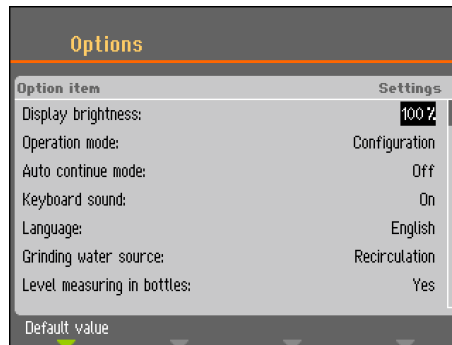 Options
Option item Settings
Display brightness: 100 %
Operation mode: Configuration
Auto continue mode: Off
Keyboard sound: On
Language: English
Grinding water source: Recirculation
Level measuring in bottles: Yes
Default value